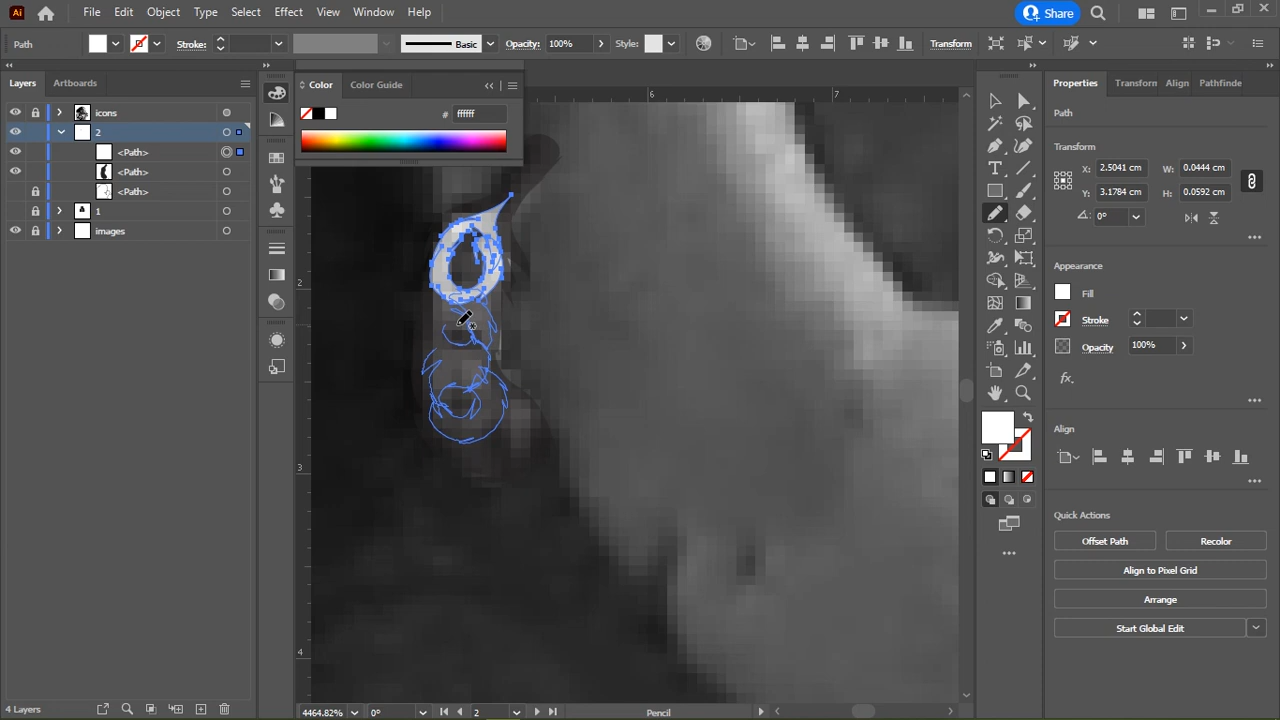 Ai File Edit Object Type Select Effect View Window Help Share
Path Stroke: Basic Opacity: 100% Style: Transform
Layers Artboards
Color Color Guide
Properties Transform Align Pathfinder
icons
2
<Path>
<Path>
<Path>
1
images
# ffffff
6 7
2
3
4
Path
Transform
X: 2.5041 cm W: 0.0444 cm
Y: 3.1784 cm H: 0.0592 cm
0°
Appearance
Fill
Stroke
Opacity 100%
fx.
Align
Quick Actions
Offset Path Recolor
Align to Pixel Grid
Arrange
Start Global Edit
4 Layers
4464.82% 0° 2 Pencil